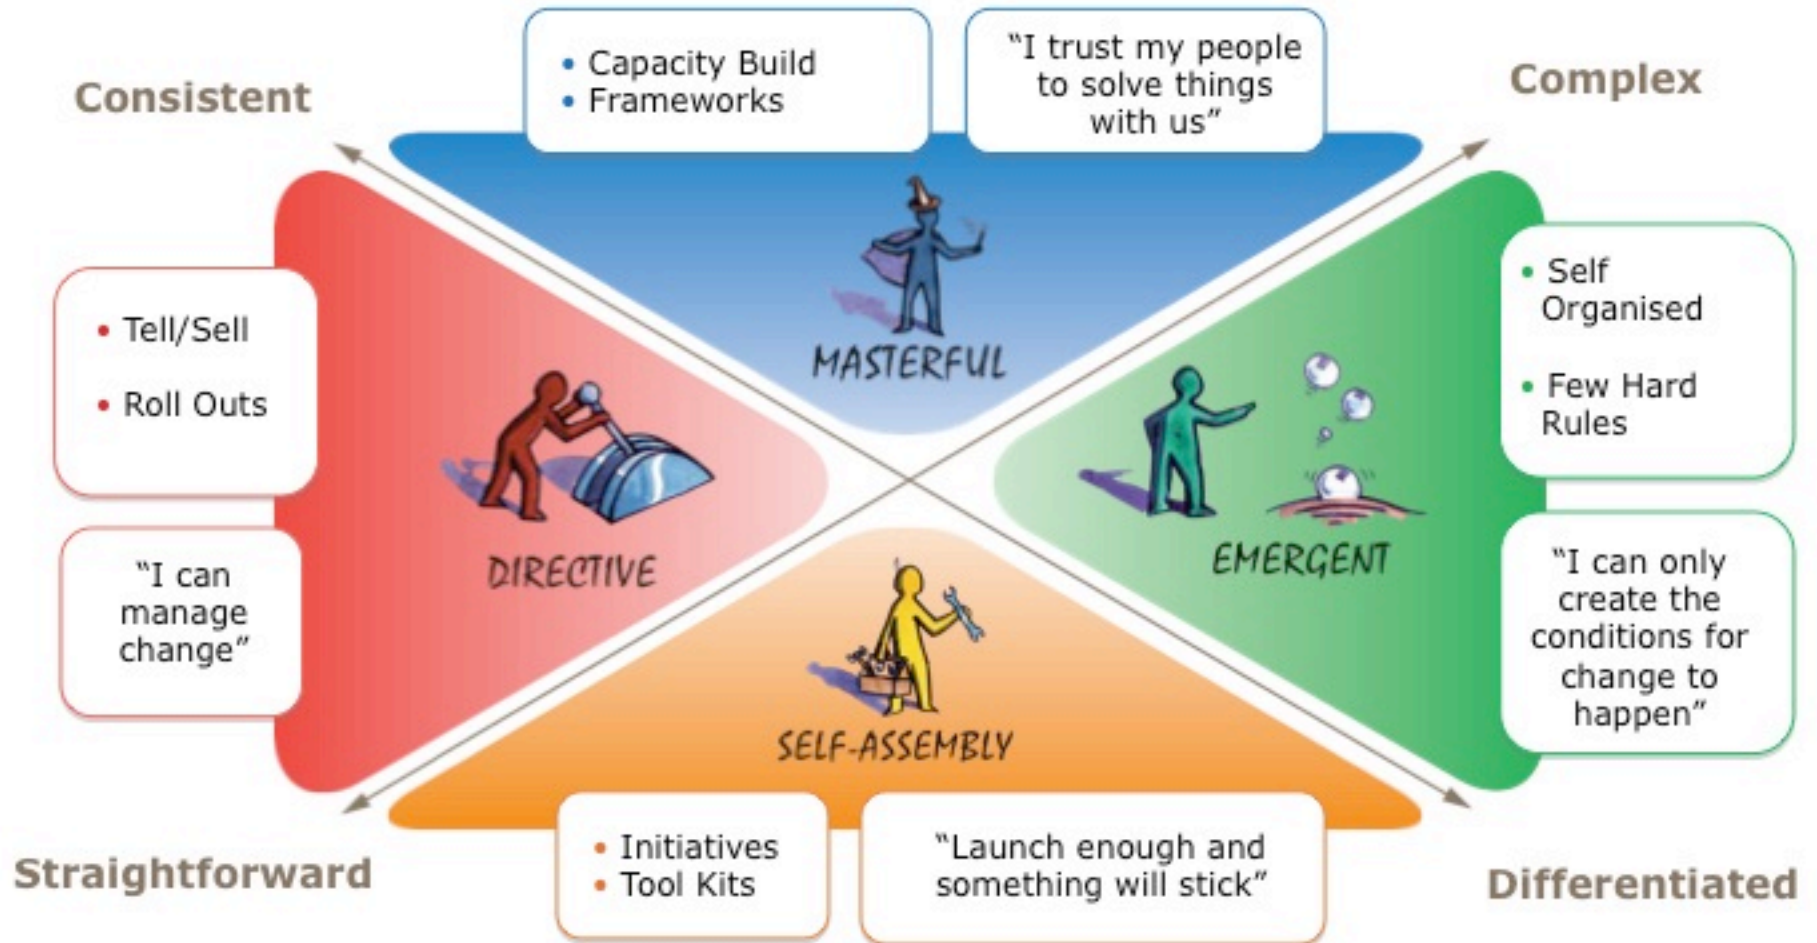 Consistent
• Capacity Build
• Frameworks
“I trust my people
to solve things
with us”
Complex
MASTERFUL
• Tell/Sell
• Roll Outs
“I can
manage
change”
DIRECTIVE
EMERGENT
• Self
Organised
• Few Hard
Rules
“I can only
create the
conditions for
change to
happen”
SELF-ASSEMBLY
Straightforward
• Initiatives
• Tool Kits
“Launch enough and
something will stick”
Differentiated